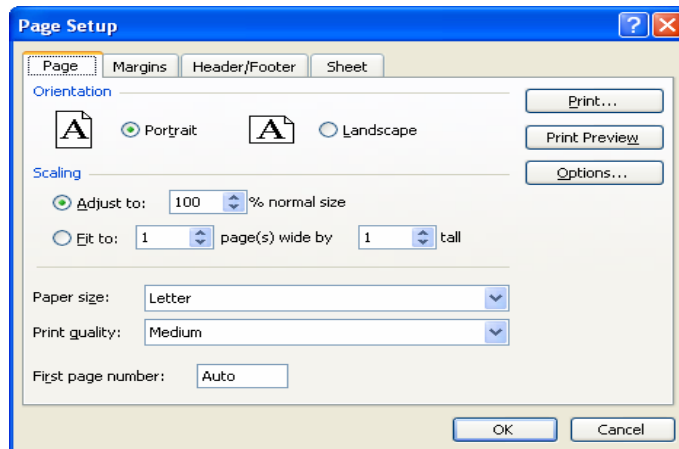 Page Setup
Page Margins Header/Footer Sheet
Orientation
A Portrait A Landscape
Print...
Print Preview
Scaling
Options...
Adjust to: 100 % normal size
Fit to: 1 page(s) wide by 1 tall
Paper size: Letter
Print quality: Medium
First page number: Auto
OK Cancel